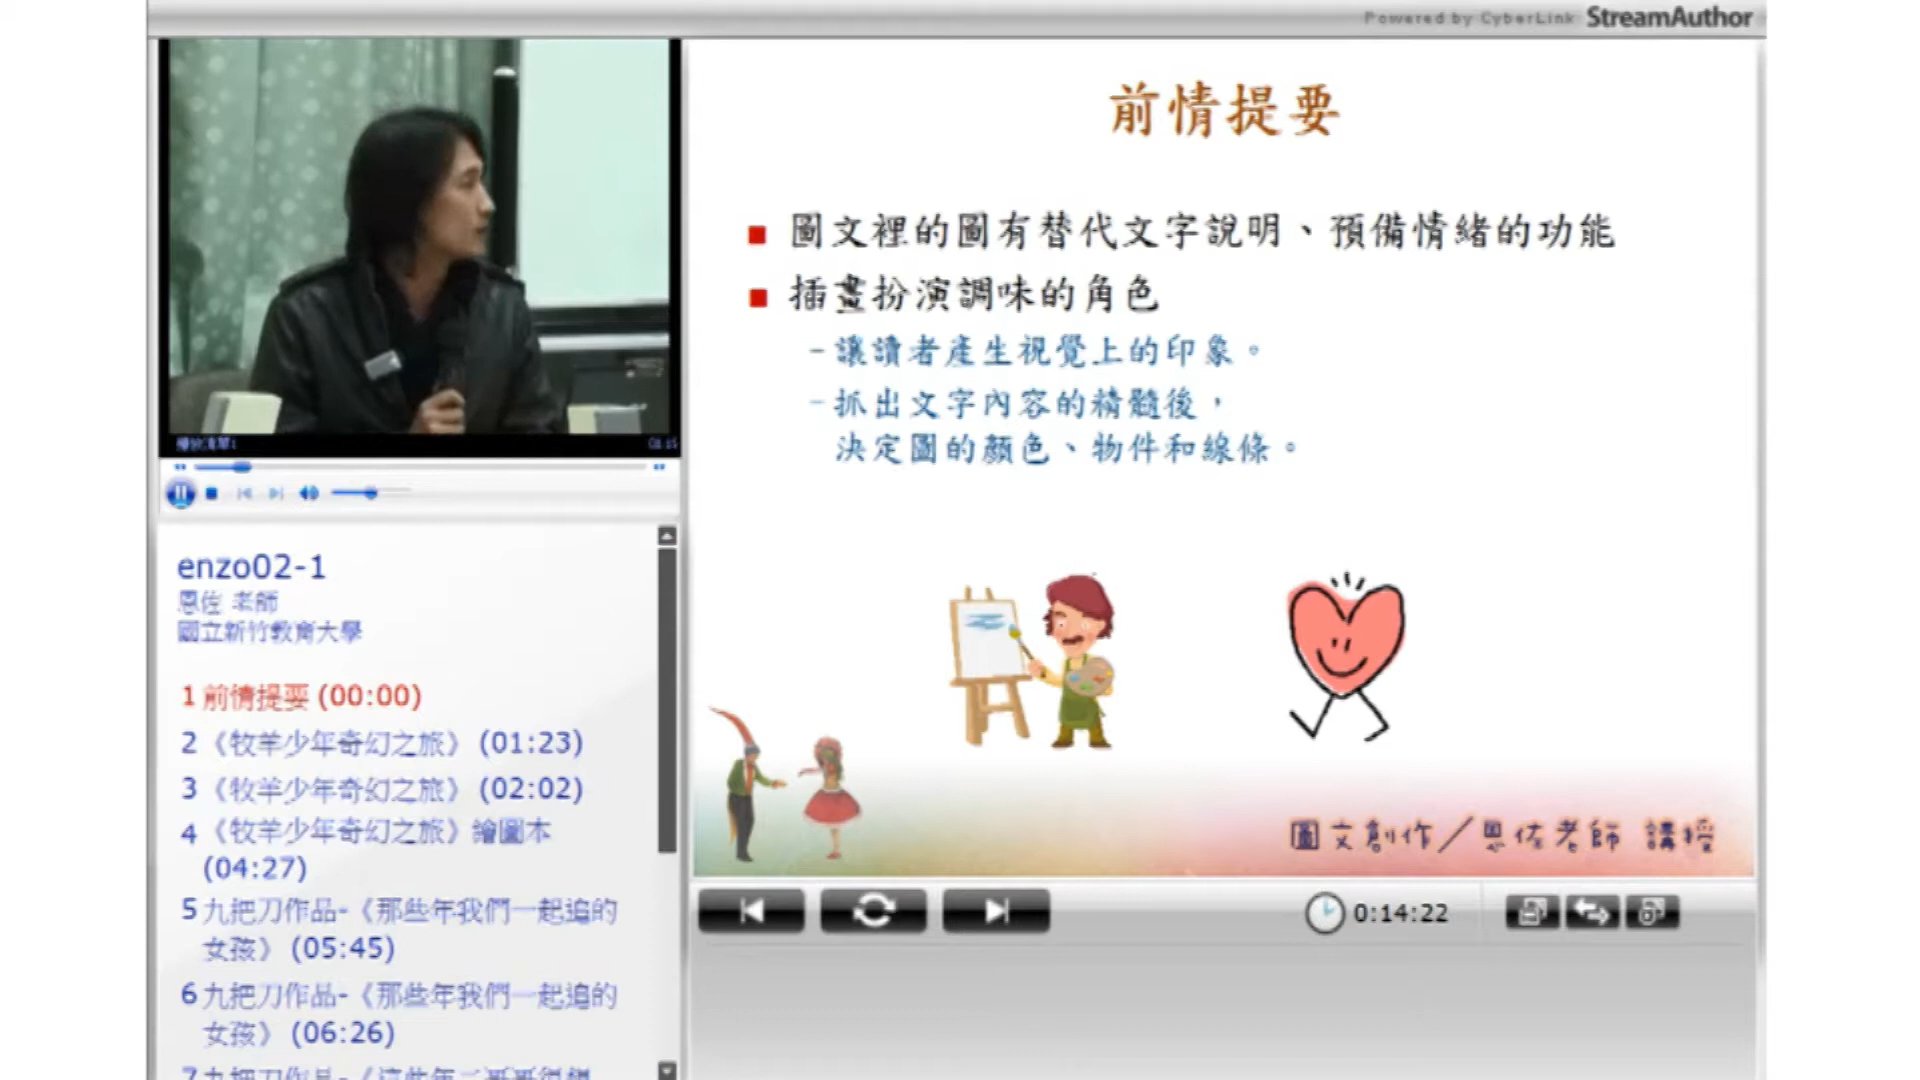 Powered by CyberLink StreamAuthor
前情提要
圖文裡的圖有替代文字說明、預備情緒的功能
插畫扮演調味的角色
-讓讀者產生視覺上的印象。
-抓出文字內容的精髓後，
決定圖的顏色、物件和線條。
圖文創作／恩佐老師 講授
0:14:22
enzo02-1
恩佐 老師
國立新竹教育大學
1 前情提要 (00:00)
2 《牧羊少年奇幻之旅》 (01:23)
3 《牧羊少年奇幻之旅》 (02:02)
4 《牧羊少年奇幻之旅》繪圖本
(04:27)
5 九把刀作品-《那些年我們一起追的
女孩》 (05:45)
6 九把刀作品-《那些年我們一起追的
女孩》 (06:26)